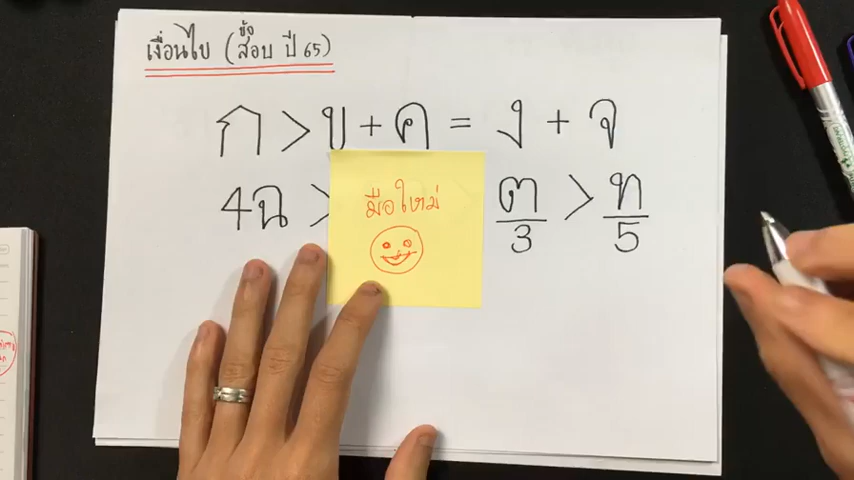 เงื่อนไข (ข้อสอบ ปี 65)
ก > ข + ค = ง + จ
4ฉ >
มือใหม่
ต/3 > ท/5